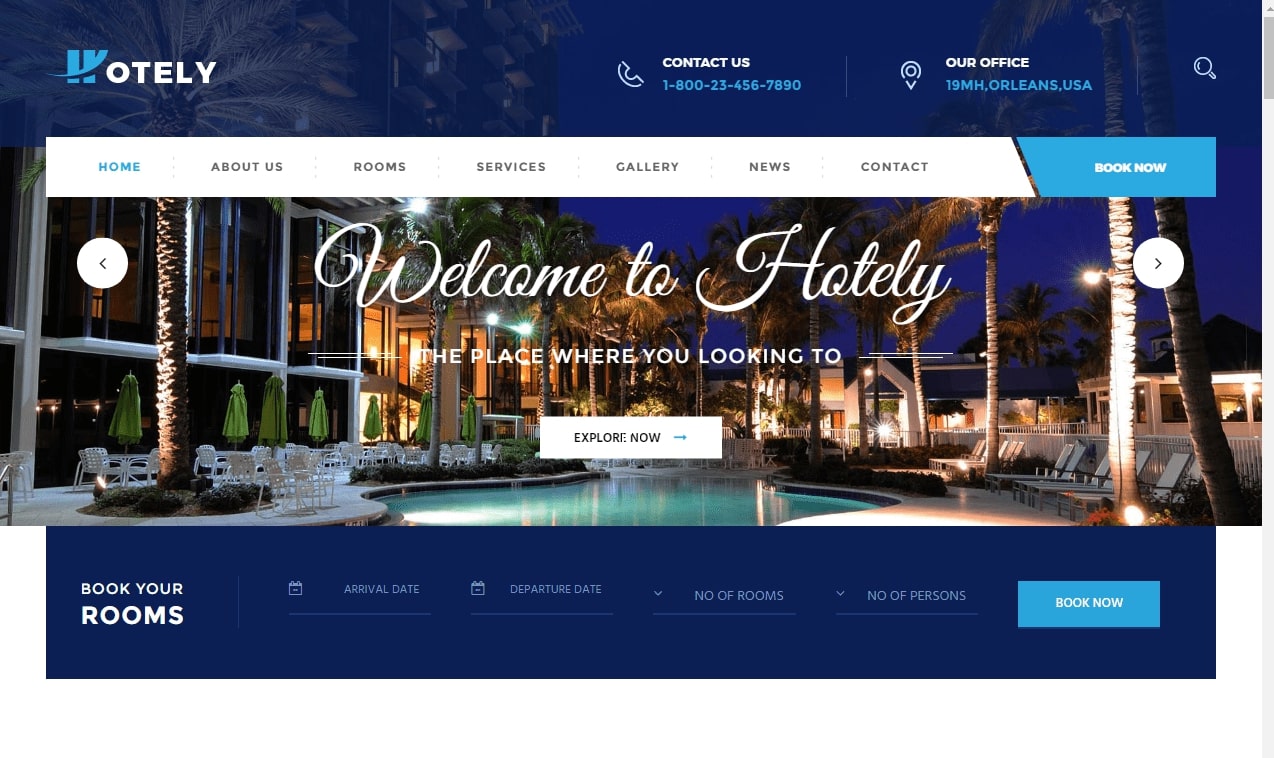 HOTELY
CONTACT US
1-800-23-456-7890
OUR OFFICE
19MH,ORLEANS,USA
HOME
ABOUT US
ROOMS
SERVICES
GALLERY
NEWS
CONTACT
BOOK NOW
Welcome to Hotely
THE PLACE WHERE YOU LOOKING TO
EXPLORE NOW
BOOK YOUR
ROOMS
ARRIVAL DATE
DEPARTURE DATE
NO OF ROOMS
NO OF PERSONS
BOOK NOW